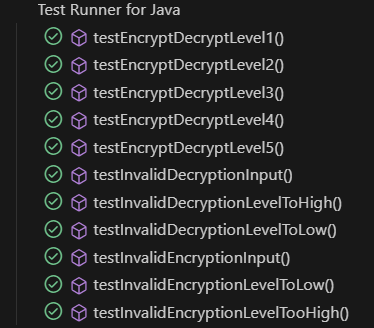 Test Runner for Java
testEncryptDecryptLevel1()
testEncryptDecryptLevel2()
testEncryptDecryptLevel3()
testEncryptDecryptLevel4()
testEncryptDecryptLevel5()
testInvalidDecryptionInput()
testInvalidDecryptionLevelToHigh()
testInvalidDecryptionLevelToLow()
testInvalidEncryptionInput()
testInvalidEncryptionLevelToLow()
testInvalidEncryptionLevelTooHigh()